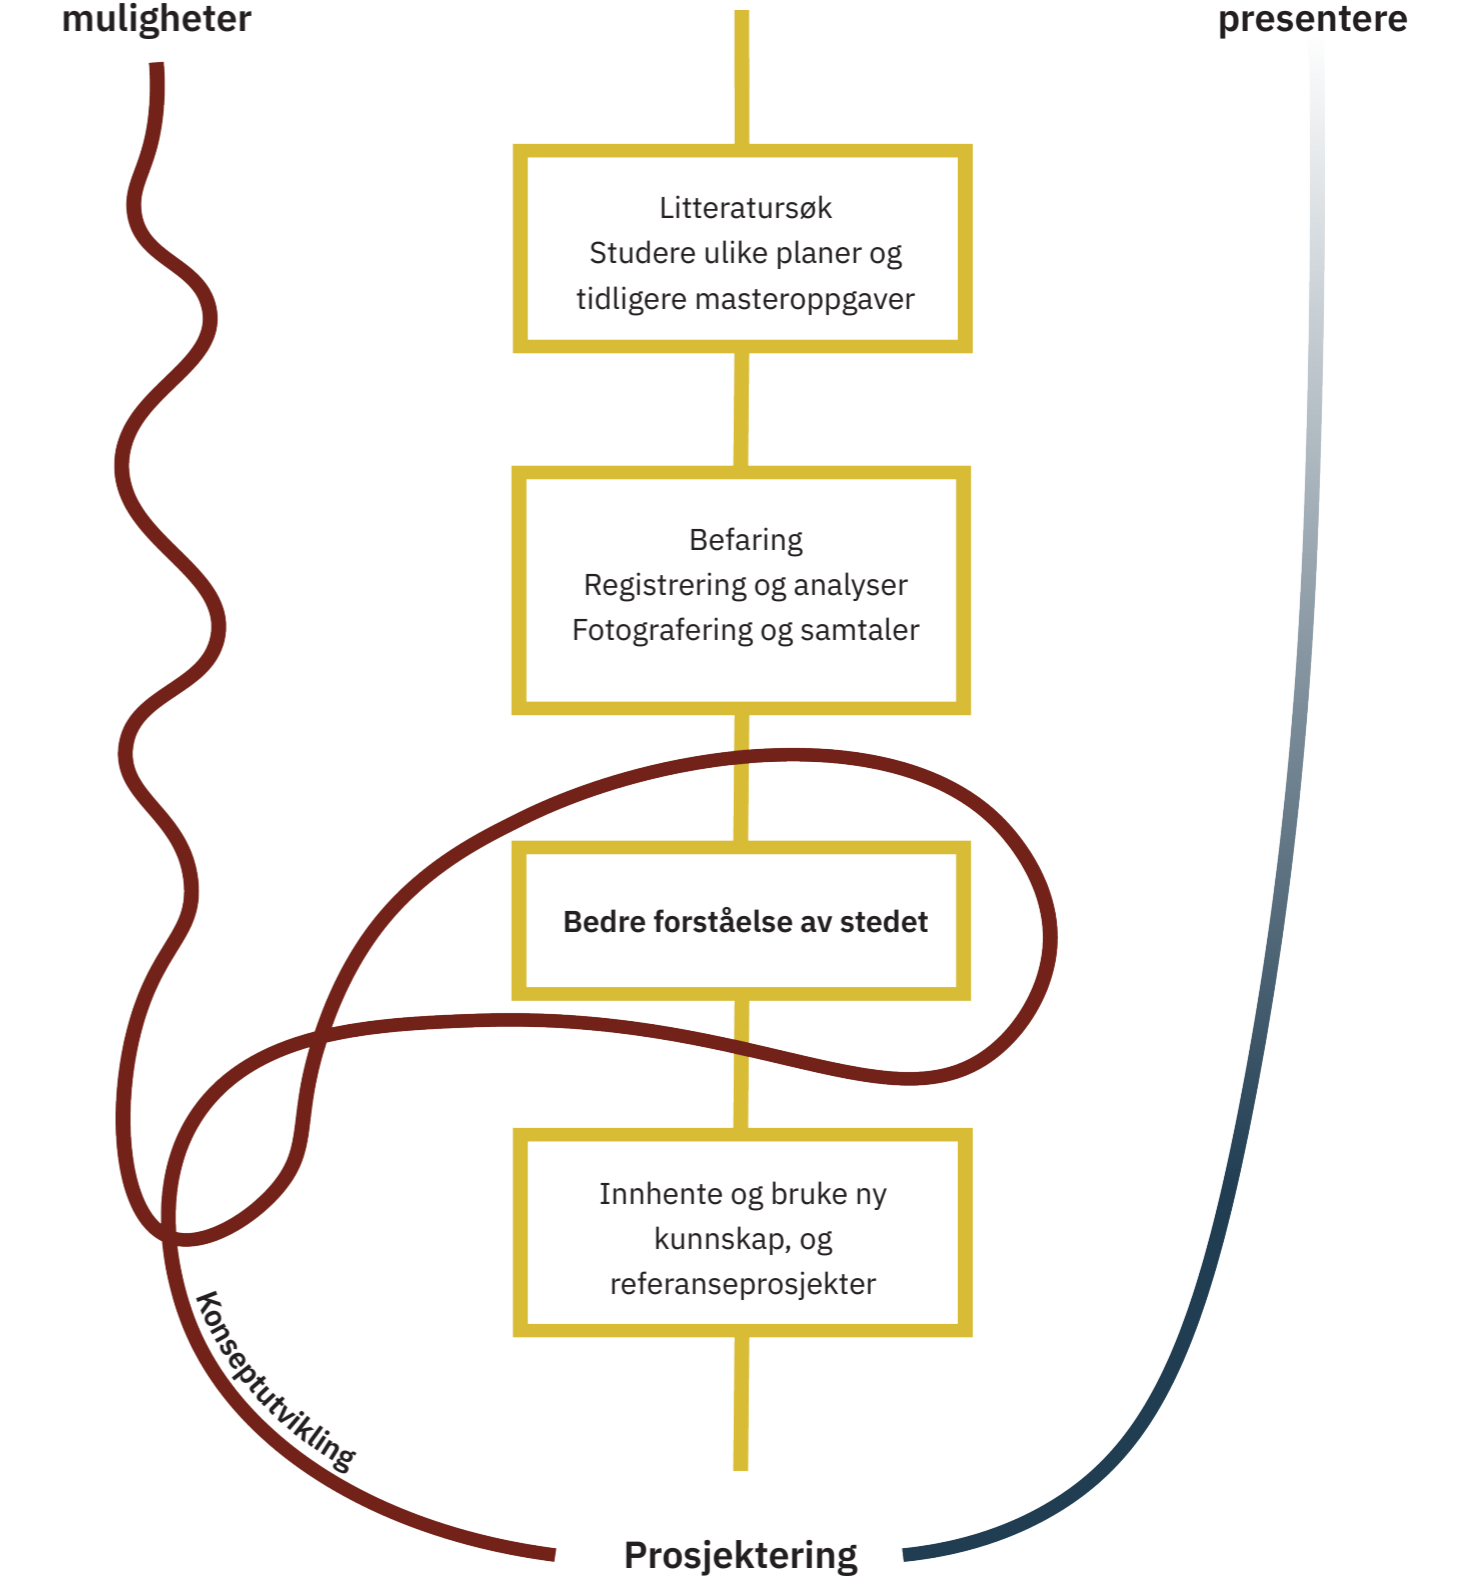 muligheter
presentere
Litteratursøk
Studere ulike planer og
tidligere masteroppgaver
Befaring
Registrering og analyser
Fotografering og samtaler
Bedre forståelse av stedet
Innhente og bruke ny
kunnskap, og
referanseprosjekter
Konseptutvikling
Prosjektering